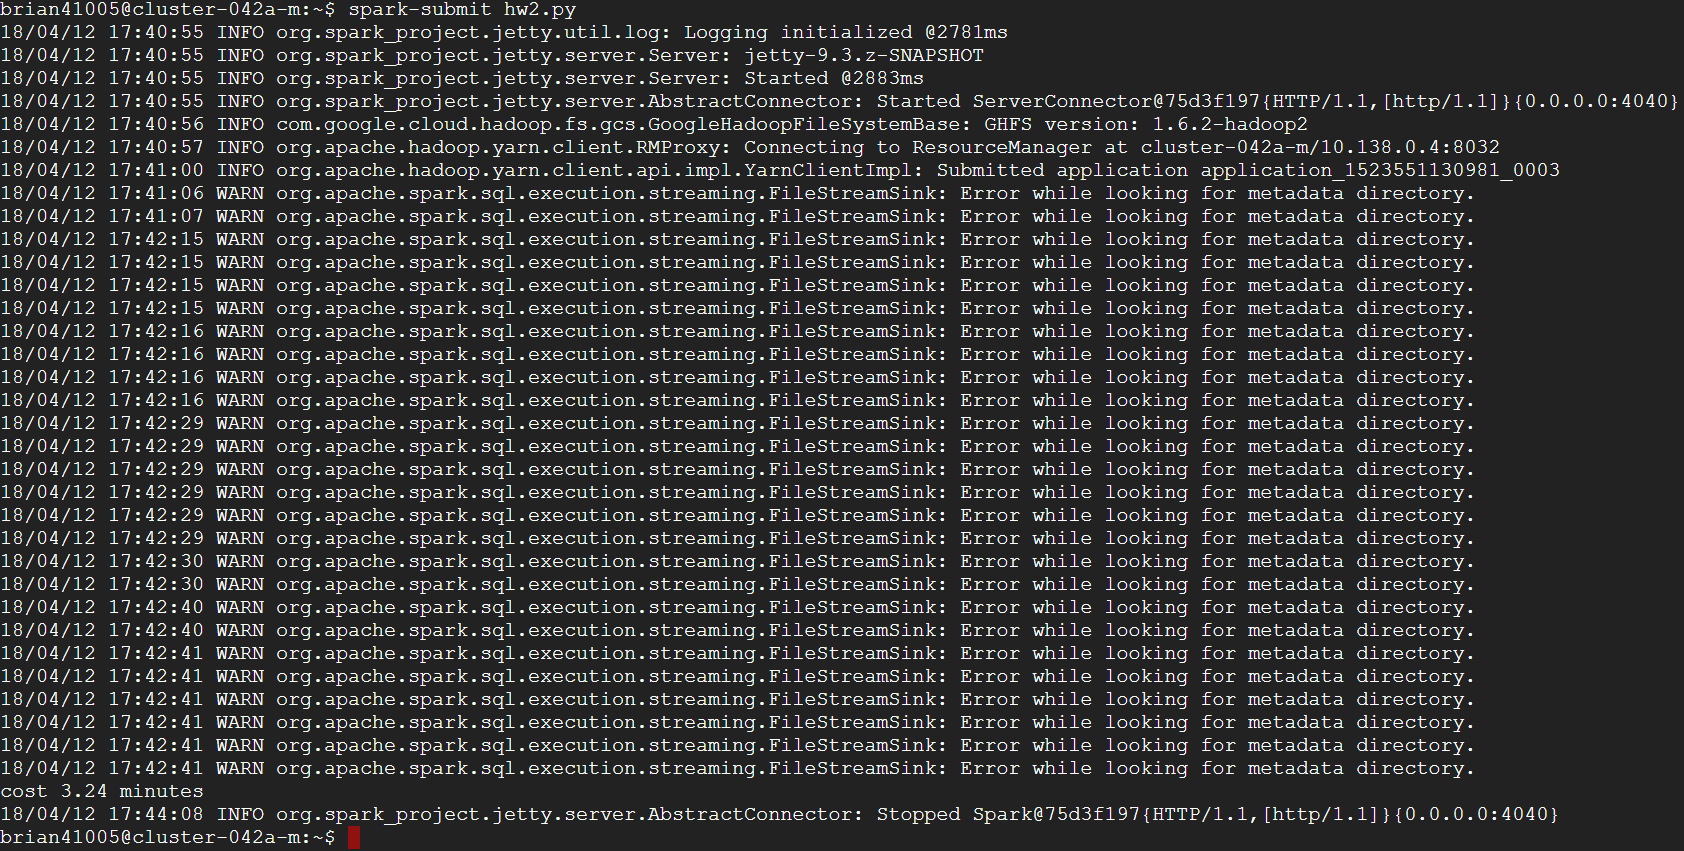 brian41005@cluster-042a-m:~$ spark-submit hw2.py
18/04/12 17:40:55 INFO org.spark_project.jetty.util.log: Logging initialized @2781ms
18/04/12 17:40:55 INFO org.spark_project.jetty.server.Server: jetty-9.3.z-SNAPSHOT
18/04/12 17:40:55 INFO org.spark_project.jetty.server.Server: Started @2883ms
18/04/12 17:40:55 INFO org.spark_project.jetty.server.AbstractConnector: Started ServerConnector@75d3f197{HTTP/1.1,[http/1.1]}{0.0.0.0:4040}
18/04/12 17:40:56 INFO com.google.cloud.hadoop.fs.gcs.GoogleHadoopFileSystemBase: GHFS version: 1.6.2-hadoop2
18/04/12 17:40:57 INFO org.apache.hadoop.yarn.client.RMProxy: Connecting to ResourceManager at cluster-042a-m/10.138.0.4:8032
18/04/12 17:41:00 INFO org.apache.hadoop.yarn.client.api.impl.YarnClientImpl: Submitted application application_1523551130981_0003
18/04/12 17:41:06 WARN org.apache.spark.sql.execution.streaming.FileStreamSink: Error while looking for metadata directory.
18/04/12 17:41:07 WARN org.apache.spark.sql.execution.streaming.FileStreamSink: Error while looking for metadata directory.
18/04/12 17:42:15 WARN org.apache.spark.sql.execution.streaming.FileStreamSink: Error while looking for metadata directory.
18/04/12 17:42:15 WARN org.apache.spark.sql.execution.streaming.FileStreamSink: Error while looking for metadata directory.
18/04/12 17:42:15 WARN org.apache.spark.sql.execution.streaming.FileStreamSink: Error while looking for metadata directory.
18/04/12 17:42:15 WARN org.apache.spark.sql.execution.streaming.FileStreamSink: Error while looking for metadata directory.
18/04/12 17:42:16 WARN org.apache.spark.sql.execution.streaming.FileStreamSink: Error while looking for metadata directory.
18/04/12 17:42:16 WARN org.apache.spark.sql.execution.streaming.FileStreamSink: Error while looking for metadata directory.
18/04/12 17:42:16 WARN org.apache.spark.sql.execution.streaming.FileStreamSink: Error while looking for metadata directory.
18/04/12 17:42:16 WARN org.apache.spark.sql.execution.streaming.FileStreamSink: Error while looking for metadata directory.
18/04/12 17:42:29 WARN org.apache.spark.sql.execution.streaming.FileStreamSink: Error while looking for metadata directory.
18/04/12 17:42:29 WARN org.apache.spark.sql.execution.streaming.FileStreamSink: Error while looking for metadata directory.
18/04/12 17:42:29 WARN org.apache.spark.sql.execution.streaming.FileStreamSink: Error while looking for metadata directory.
18/04/12 17:42:29 WARN org.apache.spark.sql.execution.streaming.FileStreamSink: Error while looking for metadata directory.
18/04/12 17:42:29 WARN org.apache.spark.sql.execution.streaming.FileStreamSink: Error while looking for metadata directory.
18/04/12 17:42:29 WARN org.apache.spark.sql.execution.streaming.FileStreamSink: Error while looking for metadata directory.
18/04/12 17:42:30 WARN org.apache.spark.sql.execution.streaming.FileStreamSink: Error while looking for metadata directory.
18/04/12 17:42:30 WARN org.apache.spark.sql.execution.streaming.FileStreamSink: Error while looking for metadata directory.
18/04/12 17:42:40 WARN org.apache.spark.sql.execution.streaming.FileStreamSink: Error while looking for metadata directory.
18/04/12 17:42:40 WARN org.apache.spark.sql.execution.streaming.FileStreamSink: Error while looking for metadata directory.
18/04/12 17:42:41 WARN org.apache.spark.sql.execution.streaming.FileStreamSink: Error while looking for metadata directory.
18/04/12 17:42:41 WARN org.apache.spark.sql.execution.streaming.FileStreamSink: Error while looking for metadata directory.
18/04/12 17:42:41 WARN org.apache.spark.sql.execution.streaming.FileStreamSink: Error while looking for metadata directory.
18/04/12 17:42:41 WARN org.apache.spark.sql.execution.streaming.FileStreamSink: Error while looking for metadata directory.
18/04/12 17:42:41 WARN org.apache.spark.sql.execution.streaming.FileStreamSink: Error while looking for metadata directory.
18/04/12 17:42:41 WARN org.apache.spark.sql.execution.streaming.FileStreamSink: Error while looking for metadata directory.
cost 3.24 minutes
18/04/12 17:44:08 INFO org.spark_project.jetty.server.AbstractConnector: Stopped Spark@75d3f197{HTTP/1.1,[http/1.1]}{0.0.0.0:4040}
brian41005@cluster-042a-m:~$